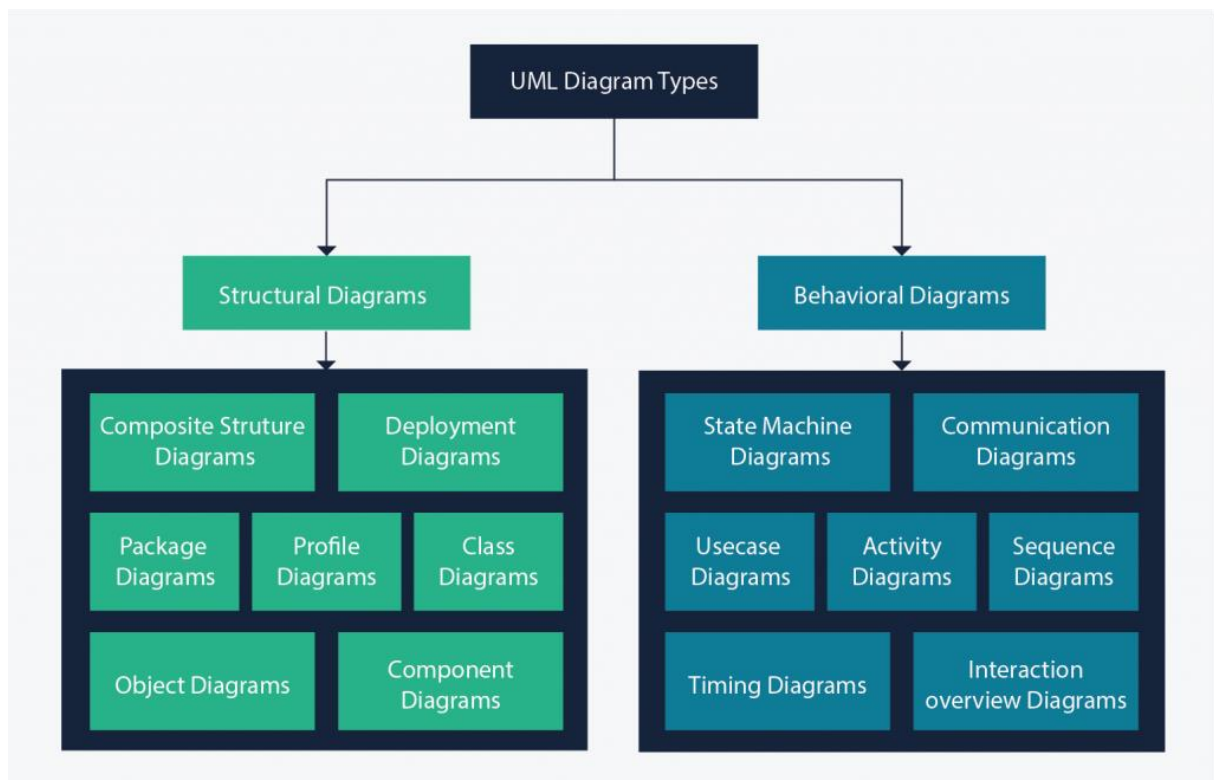 UML Diagram Types
Structural Diagrams
Behavioral Diagrams
Composite Struture
Diagrams
Deployment
Diagrams
Package
Diagrams
Profile
Diagrams
Class
Diagrams
Object Diagrams
Component
Diagrams
State Machine
Diagrams
Communication
Diagrams
Usecase
Diagrams
Activity
Diagrams
Sequence
Diagrams
Timing Diagrams
Interaction
overview Diagrams